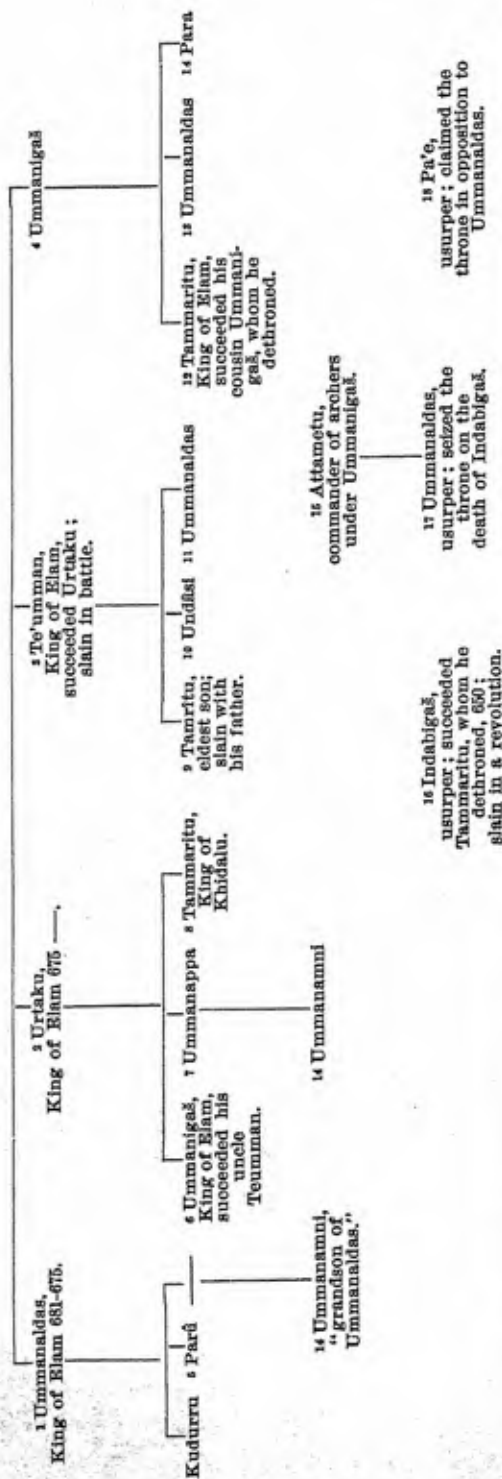 1 Ummanaldas,
King of Elam 681-675.
2 Urtaku,
King of Elam 675 —.
3 Te'umman,
King of Elam,
succeeded Urtaku;
slain in battle.
4 Ummanigaš
Kudurru
5 Parû
6 Ummanigaš,
King of Elam,
succeeded his
uncle
Teumman.
7 Ummanappa
8 Tammaritu,
King of
Khidalu.
9 Tamritu,
eldest son;
slain with
his father.
10 Undâsi
11 Ummanaldas
12 Tammaritu,
King of Elam,
succeeded his
cousin Ummani-
gaš, whom he
dethroned.
13 Ummanaldas
14 Para
14 Ummanamni,
"grandson of
Ummanaldas."
14 Ummanamni
15 Attametu,
commander of archers
under Ummanigaš.
16 Indabigaš,
usurper; succeeded
Tammaritu, whom he
dethroned, 650;
slain in a revolution.
17 Ummanaldas,
usurper; seized the
throne on the
death of Indabigaš.
18 Pa'e,
usurper; claimed the
throne in opposition to
Ummanaldas.